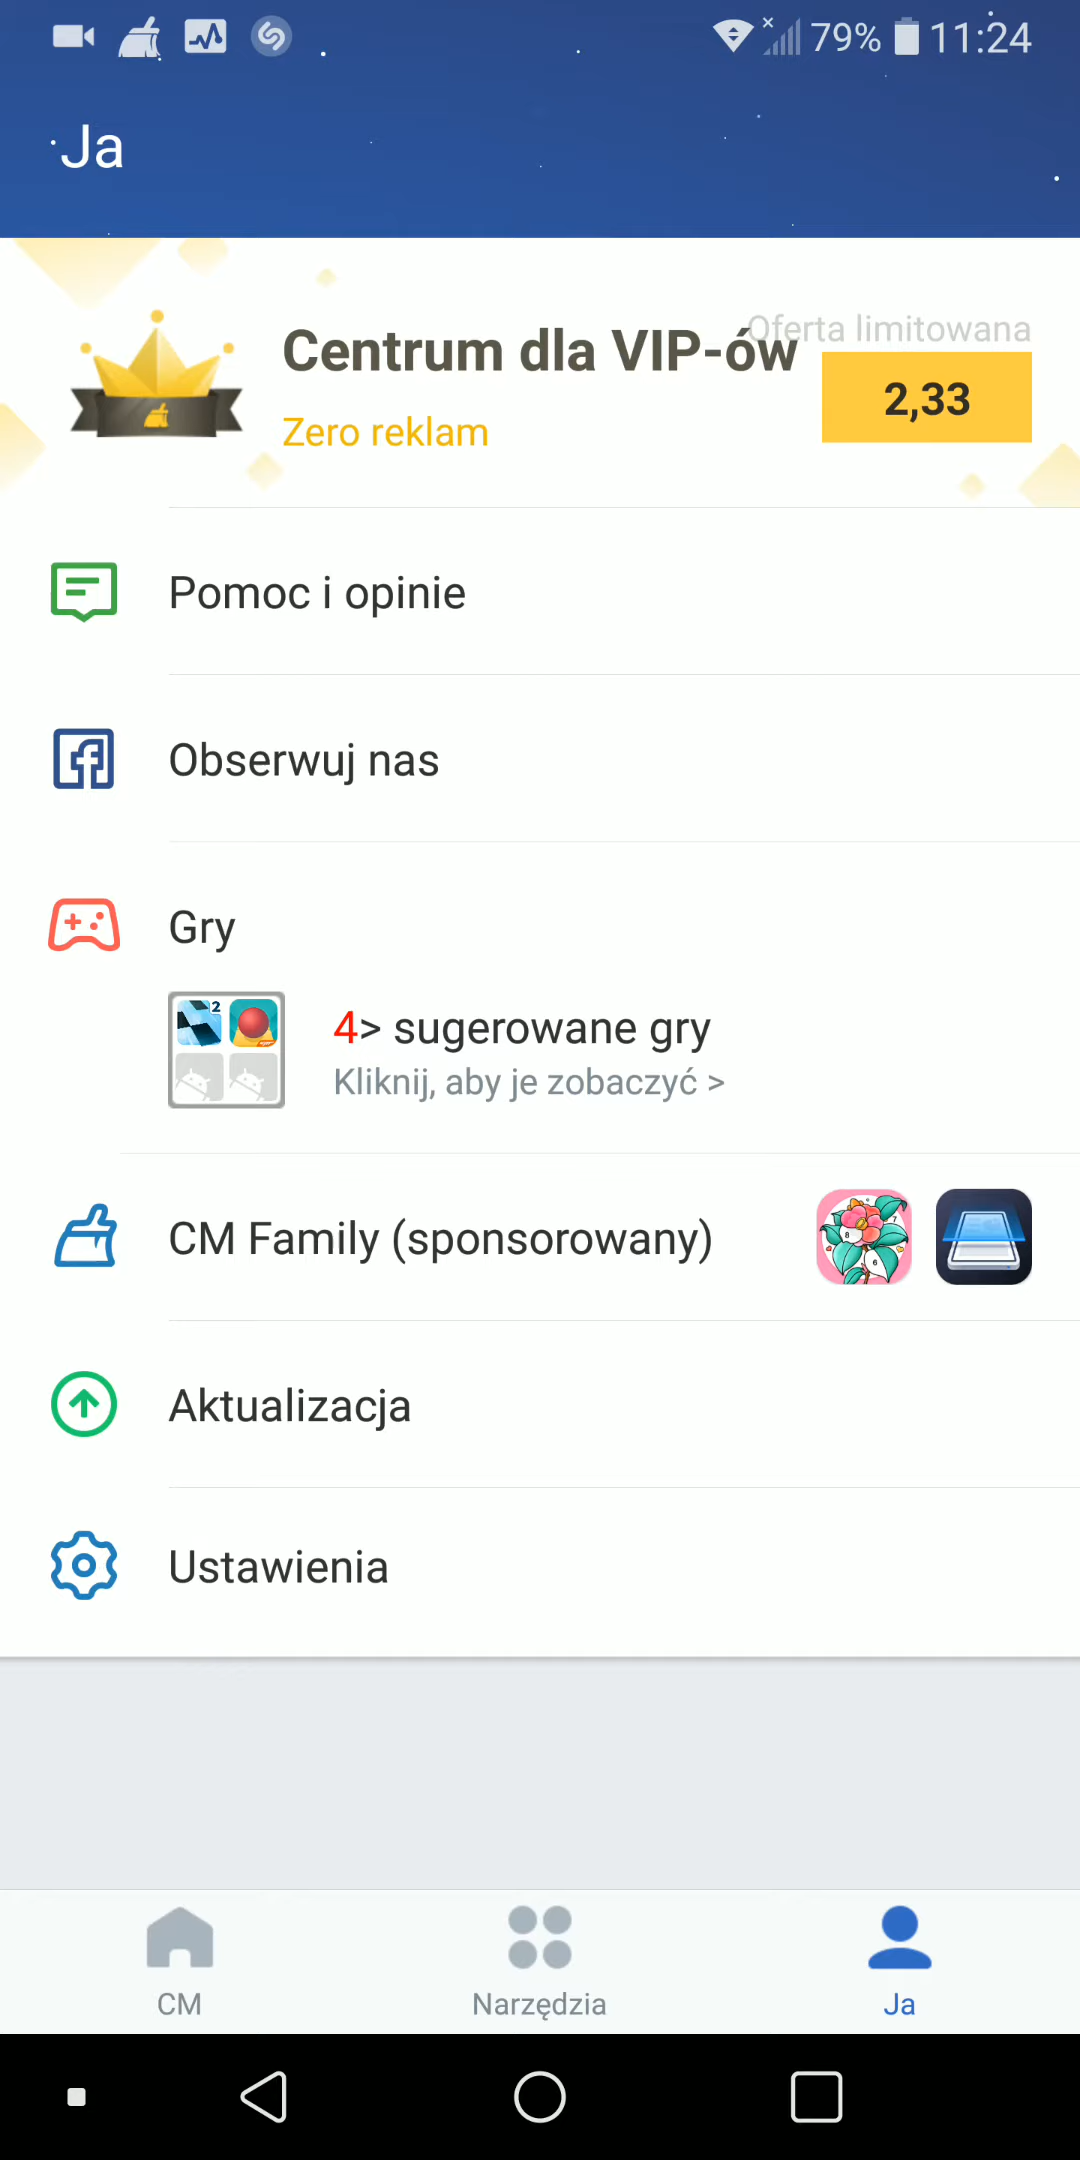 79% 11:24
Ja
Oferta limitowana
Centrum dla VIP-ów
2,33
Zero reklam
Pomoc i opinie
Obserwuj nas
Gry
4> sugerowane gry
Kliknij, aby je zobaczyć >
CM Family (sponsorowany)
Aktualizacja
Ustawienia
CM
Narzędzia
Ja